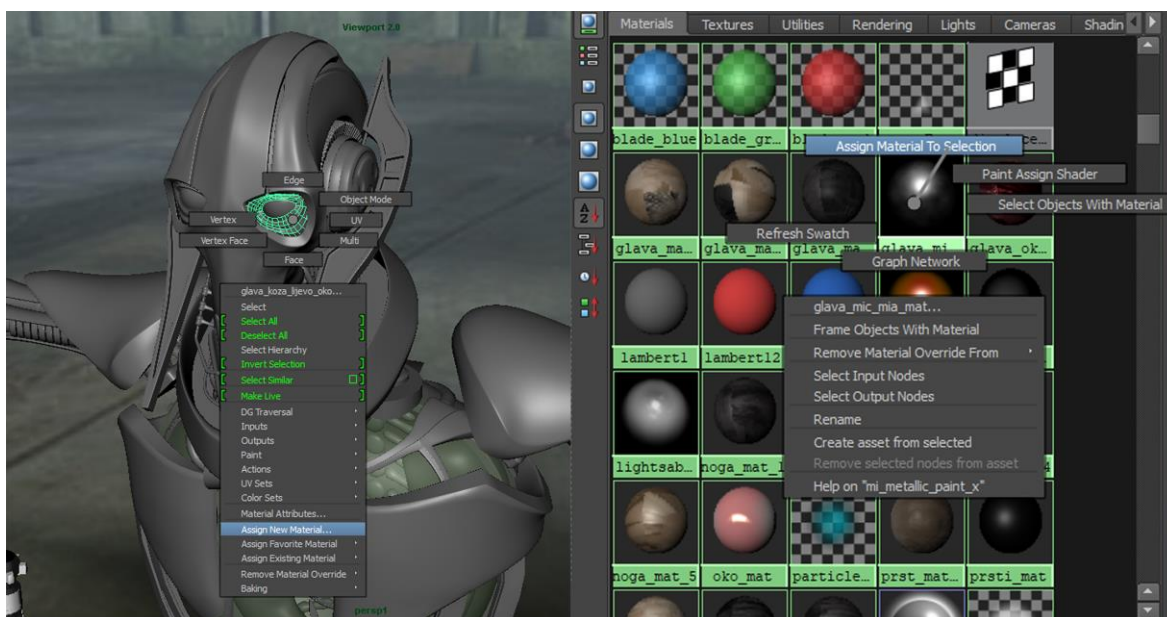 Viewport 2.0
Edge
Object Mode
Vertex
UV
Vertex Face
Multi
Face
glava_koza_lijevo_oko...
Select
Select All
Deselect All
Select Hierarchy
Invert Selection
Select Similar
Make Live
DG Traversal
Inputs
Outputs
Paint
Actions
UV Sets
Color Sets
Material Attributes...
Assign New Material...
Assign Favorite Material
Assign Existing Material
Remove Material Override
Baking
persp1
Materials Textures Utilities Rendering Lights Cameras Shadin
blade_blue blade_gr...
Assign Material To Selection
Paint Assign Shader
Select Objects With Material
Refresh Swatch
glava_ma... glava_ma... glava_ma... glava_mi... glava_ok...
Graph Network
glava_mic_mia_mat...
Frame Objects With Material
lambert1 lambert12
Remove Material Override From
Select Input Nodes
Select Output Nodes
Rename
Create asset from selected
lightsab... noga_mat_
Remove selected nodes from asset
Help on "mi_metallic_paint_x"
noga_mat_5 oko_mat particle... prst_mat... prsti_mat